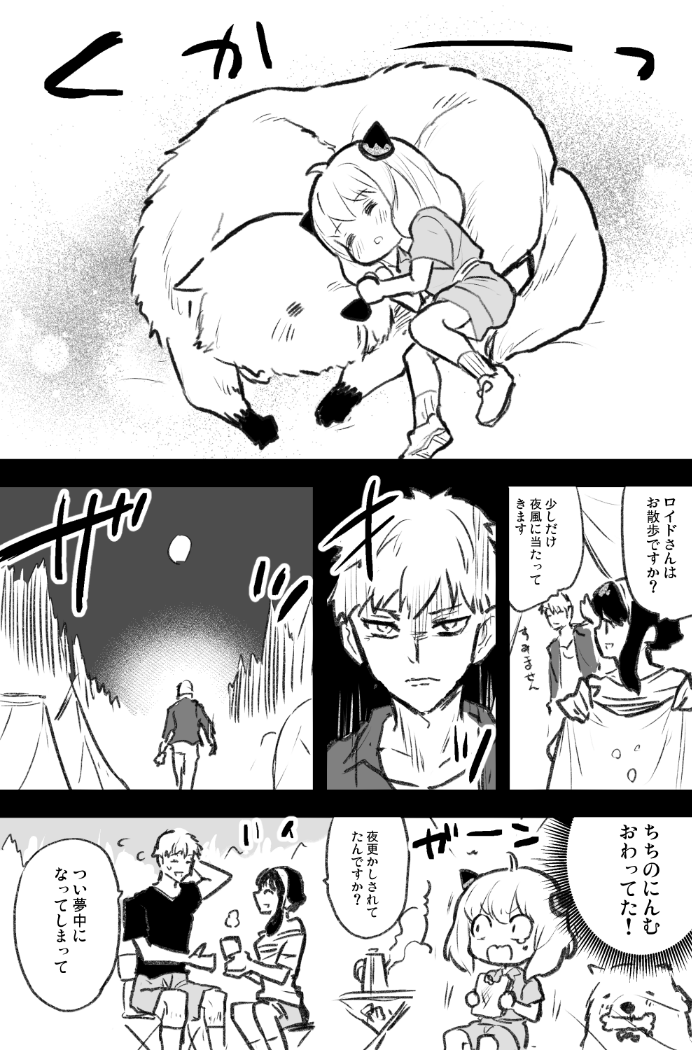 くかーっ
ロイドさんは
お散歩ですか？
少しだけ
夜風に当たって
きます
すみません
キッ
ザッ
ちちのにんむ
おわってた！
ガーン
夜更かしされて
たんですか？
つい夢中に
なってしまって